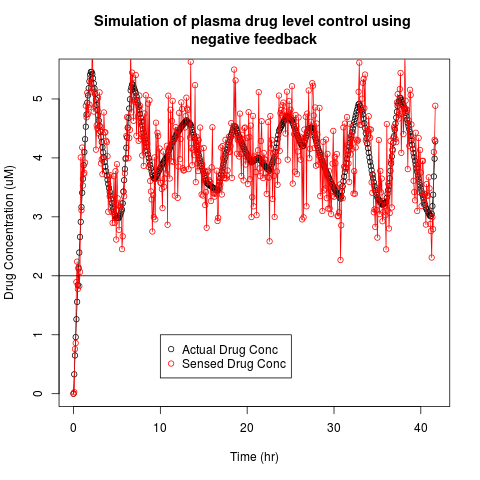 Simulation of plasma drug level control using
negative feedback
Drug Concentration (uM)
5
4
3
2
1
0
Actual Drug Conc
Sensed Drug Conc
0
10
20
30
40
Time (hr)